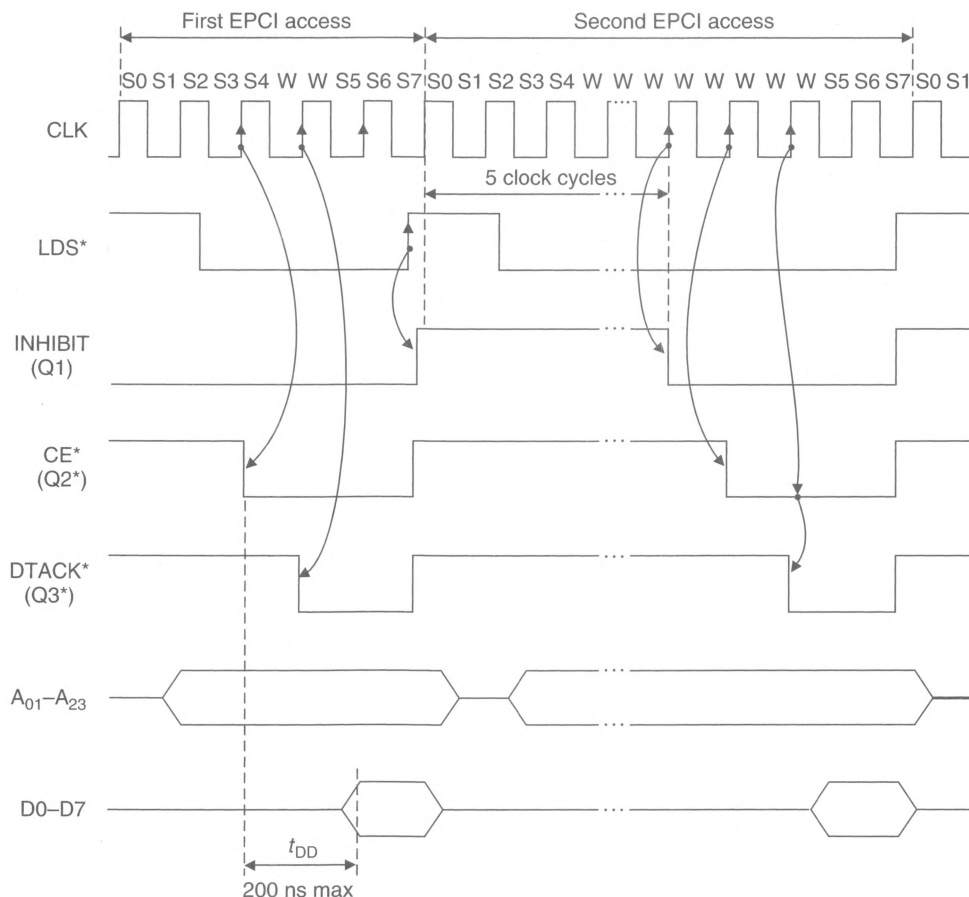 First EPCI access Second EPCI access
S0 S1 S2 S3 S4 W W S5 S6 S7 S0 S1 S2 S3 S4 W W W W W W W S5 S6 S7 S0 S1
CLK
5 clock cycles
LDS*
INHIBIT
(Q1)
CE*
(Q2*)
DTACK*
(Q3*)
A01–A23
D0–D7
tDD
200 ns max